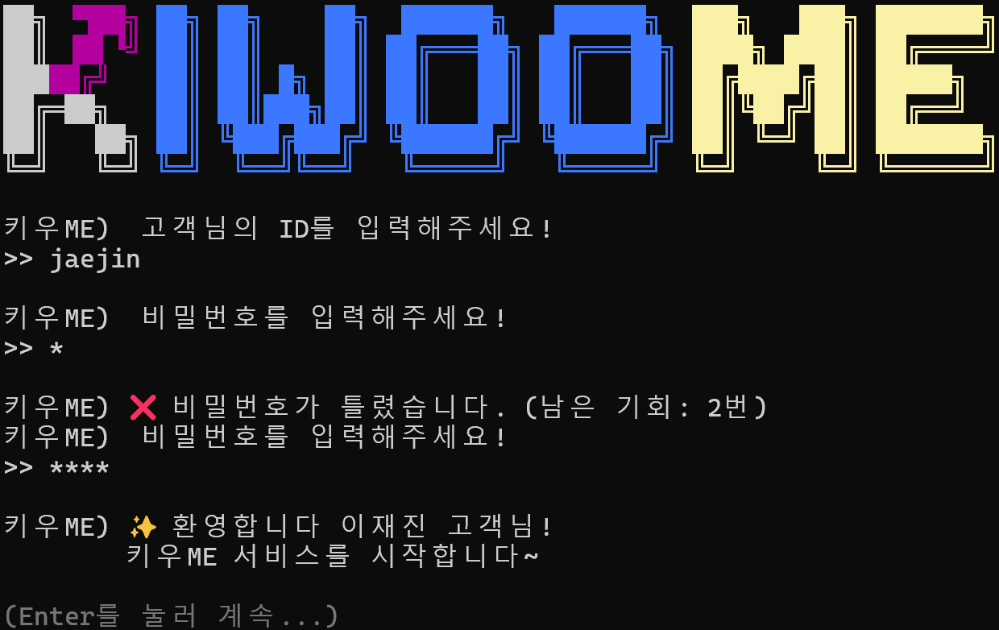 KIWOOME
키우ME) 고객님의 ID를 입력해주세요!
>> jaejin
키우ME) 비밀번호를 입력해주세요!
>> *
키우ME) ❌ 비밀번호가 틀렸습니다. (남은 기회: 2번)
키우ME) 비밀번호를 입력해주세요!
>> ****
키우ME) ✨ 환영합니다 이재진 고객님!
키우ME 서비스를 시작합니다~
(Enter를 눌러 계속...)